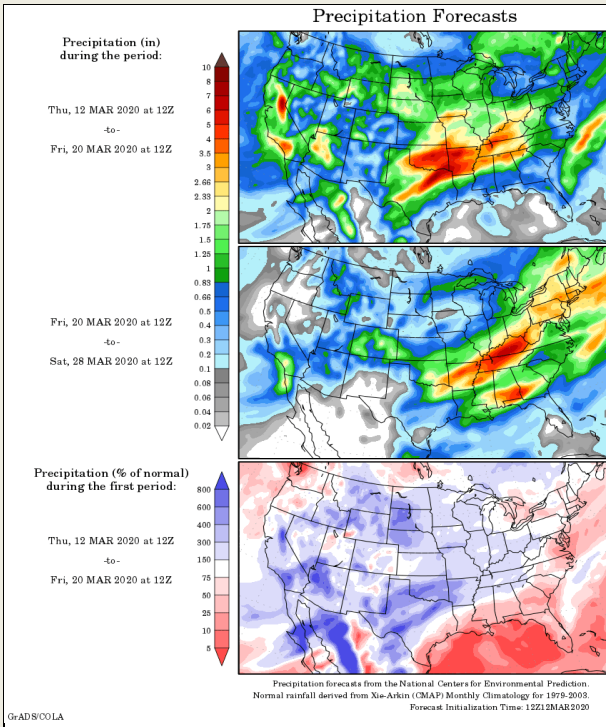 Precipitation Forecasts
Precipitation (in)
during the period:
Thu, 12 MAR 2020 at 12Z
-to-
Fri, 20 MAR 2020 at 12Z
10
8
7
6
5
4
3.5
3
2.66
2.33
2
1.75
1.5
1.25
1
0.83
0.66
0.5
0.4
0.3
0.2
0.1
0.08
0.06
0.04
0.02
Fri, 20 MAR 2020 at 12Z
-to-
Sat, 28 MAR 2020 at 12Z
Precipitation (% of normal)
during the first period:
Thu, 12 MAR 2020 at 12Z
-to-
Fri, 20 MAR 2020 at 12Z
800
600
400
300
150
75
50
25
10
5
Precipitation forecasts from the National Centers for Environmental Prediction.
Normal rainfall derived from Xie-Arkin (CMAP) Monthly Climatology for 1979-2003.
Forecast Initialization Time: 12Z12MAR2020
GrADS/COLA